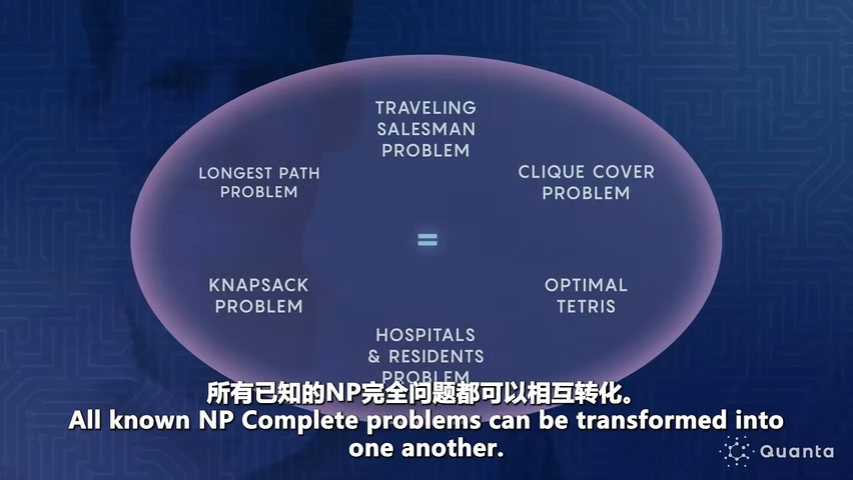 TRAVELING
SALESMAN
PROBLEM
LONGEST PATH
PROBLEM
CLIQUE COVER
PROBLEM
=
KNAPSACK
PROBLEM
OPTIMAL
TETRIS
HOSPITALS
& RESIDENTS
PROBLEM
所有已知的NP完全问题都可以相互转化。
All known NP Complete problems can be transformed into
one another.
Quanta